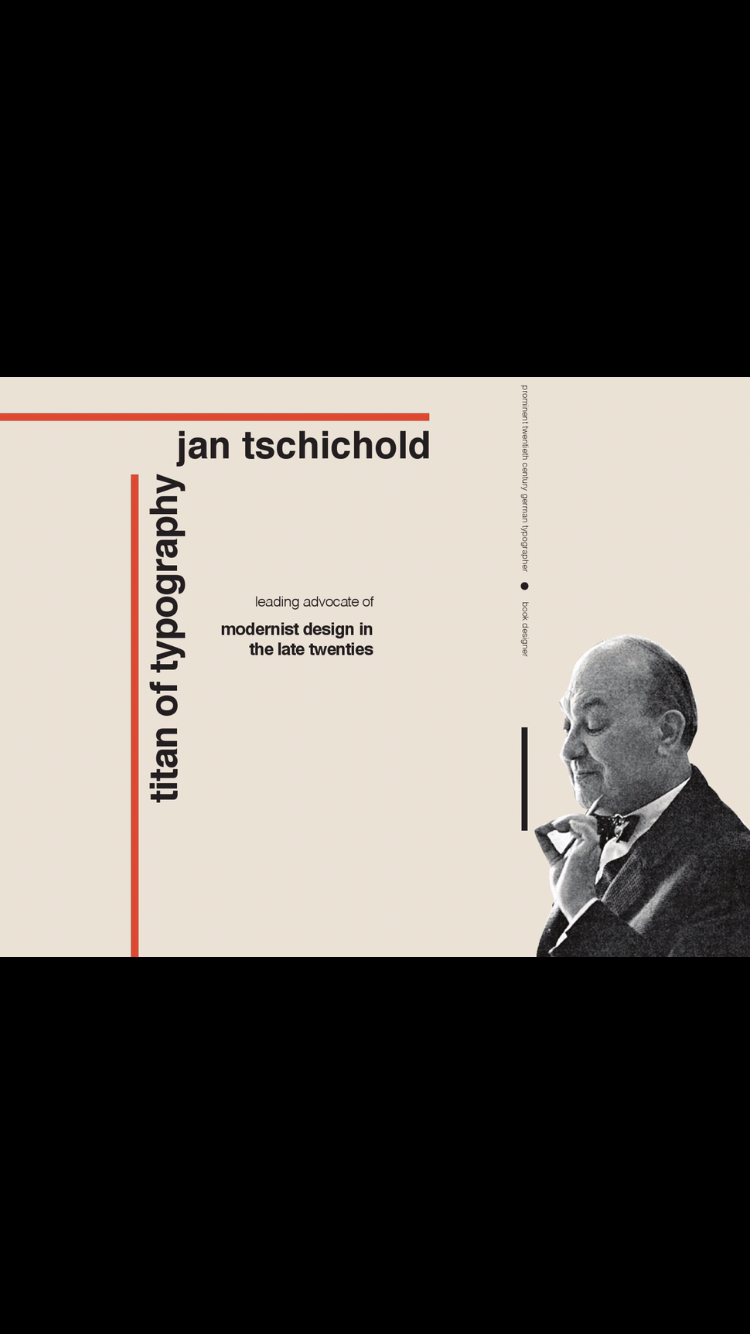 jan tschichold
titan of typography
leading advocate of
modernist design in
the late twenties
prominent twentieth century german typographer
book designer